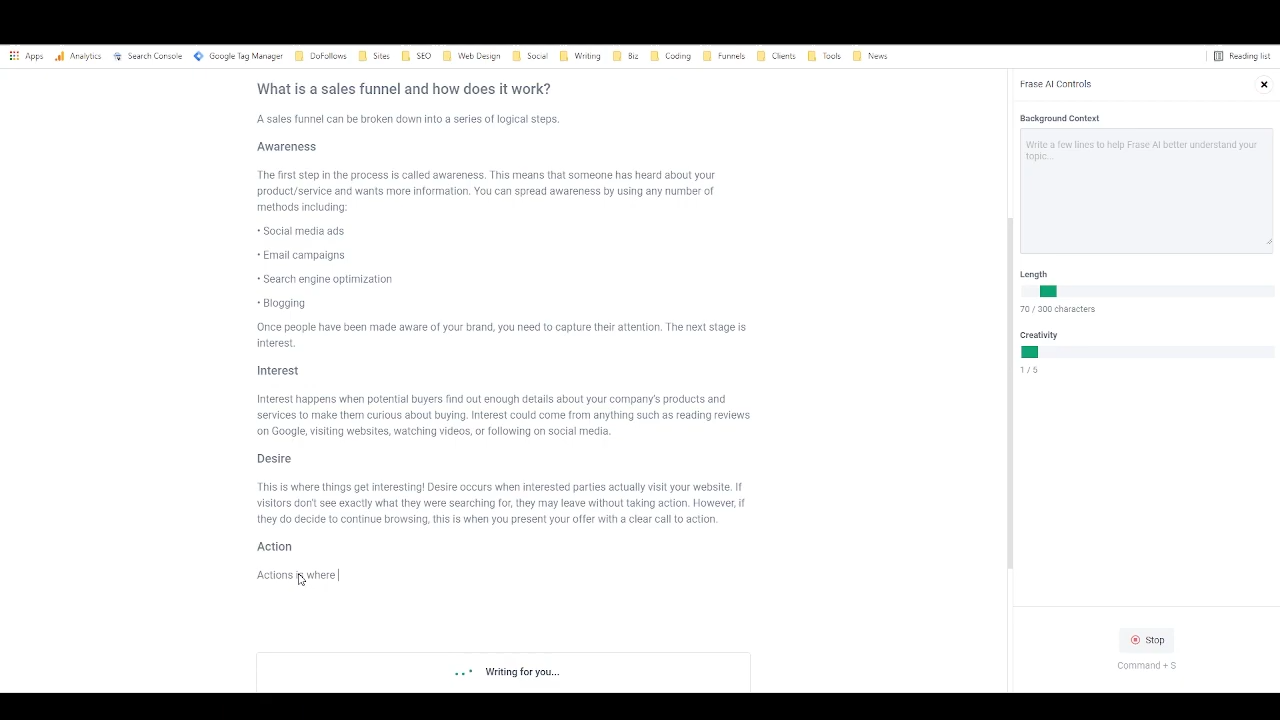 Apps Analytics Search Console Google Tag Manager DoFollows Sites SEO Web Design Social Writing Biz Coding Funnels Clients Tools News Reading list
What is a sales funnel and how does it work?
A sales funnel can be broken down into a series of logical steps.
Awareness
The first step in the process is called awareness. This means that someone has heard about your
product/service and wants more information. You can spread awareness by using any number of
methods including:
• Social media ads
• Email campaigns
• Search engine optimization
• Blogging
Once people have been made aware of your brand, you need to capture their attention. The next stage is
interest.
Interest
Interest happens when potential buyers find out enough details about your company's products and
services to make them curious about buying. Interest could come from anything such as reading reviews
on Google, visiting websites, watching videos, or following on social media.
Desire
This is where things get interesting! Desire occurs when interested parties actually visit your website. If
visitors don't see exactly what they were searching for, they may leave without taking action. However, if
they do decide to continue browsing, this is when you present your offer with a clear call to action.
Action
Actions is where
Writing for you...
Frase AI Controls
Background Context
Write a few lines to help Frase AI better understand your
topic...
Length
70 / 300 characters
Creativity
1 / 5
Stop
Command + S